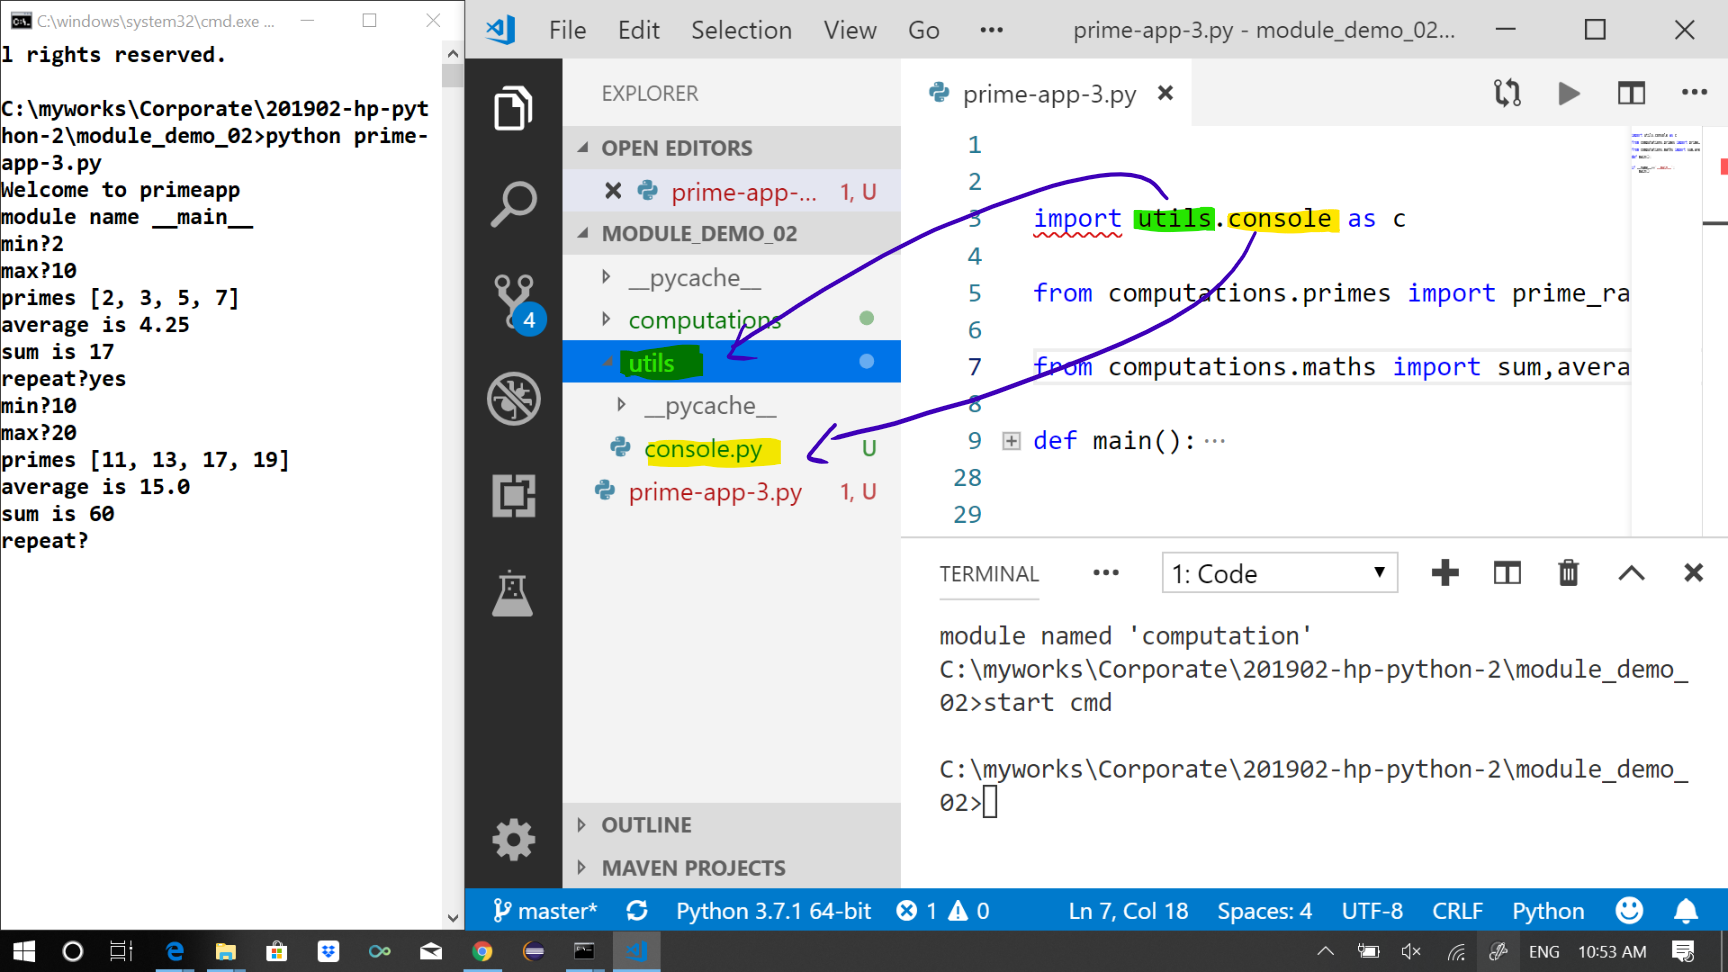 C:\windows\system32\cmd.exe ...
l rights reserved.
C:\myworks\Corporate\201902-hp-pyt
hon-2\module_demo_02>python prime-
app-3.py
Welcome to primeapp
module name __main__
min?2
max?10
primes [2, 3, 5, 7]
average is 4.25
sum is 17
repeat?yes
min?10
max?20
primes [11, 13, 17, 19]
average is 15.0
sum is 60
repeat?
File Edit Selection View Go ··· prime-app-3.py - module_demo_02...
4
EXPLORER
OPEN EDITORS
prime-app-... 1, U
MODULE_DEMO_02
__pycache__
computations
utils
__pycache__
console.py U
prime-app-3.py 1, U
OUTLINE
MAVEN PROJECTS
prime-app-3.py
1
2
3 import utils.console as c
4
5 from computations.primes import prime_ra
6
7 from computations.maths import sum,avera
8
9 def main():···
28
29
TERMINAL ··· 1: Code
module named 'computation'
C:\myworks\Corporate\201902-hp-python-2\module_demo_
02>start cmd
C:\myworks\Corporate\201902-hp-python-2\module_demo_
02>
master* Python 3.7.1 64-bit 1 0 Ln 7, Col 18 Spaces: 4 UTF-8 CRLF Python
ENG 10:53 AM